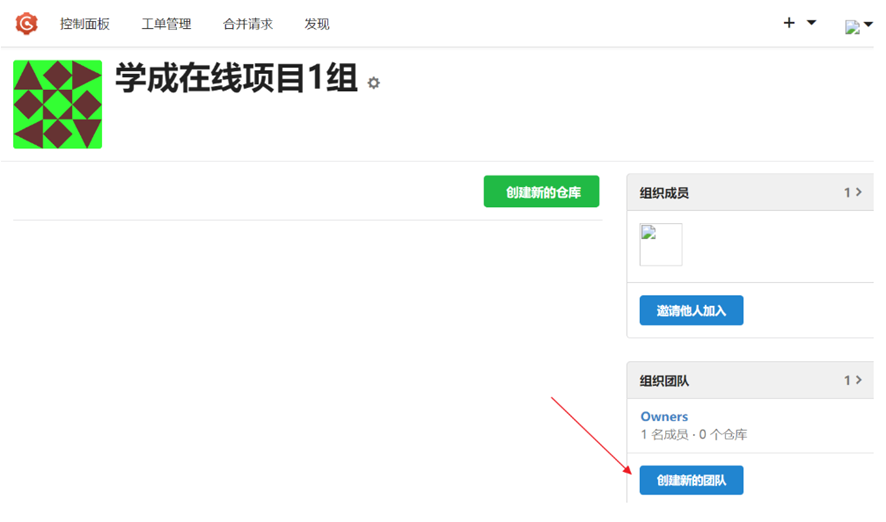 控制面板 工单管理 合并请求 发现 +
学成在线项目1组
创建新的仓库
组织成员 1
邀请他人加入
组织团队 1
Owners
1 名成员 · 0 个仓库
创建新的团队